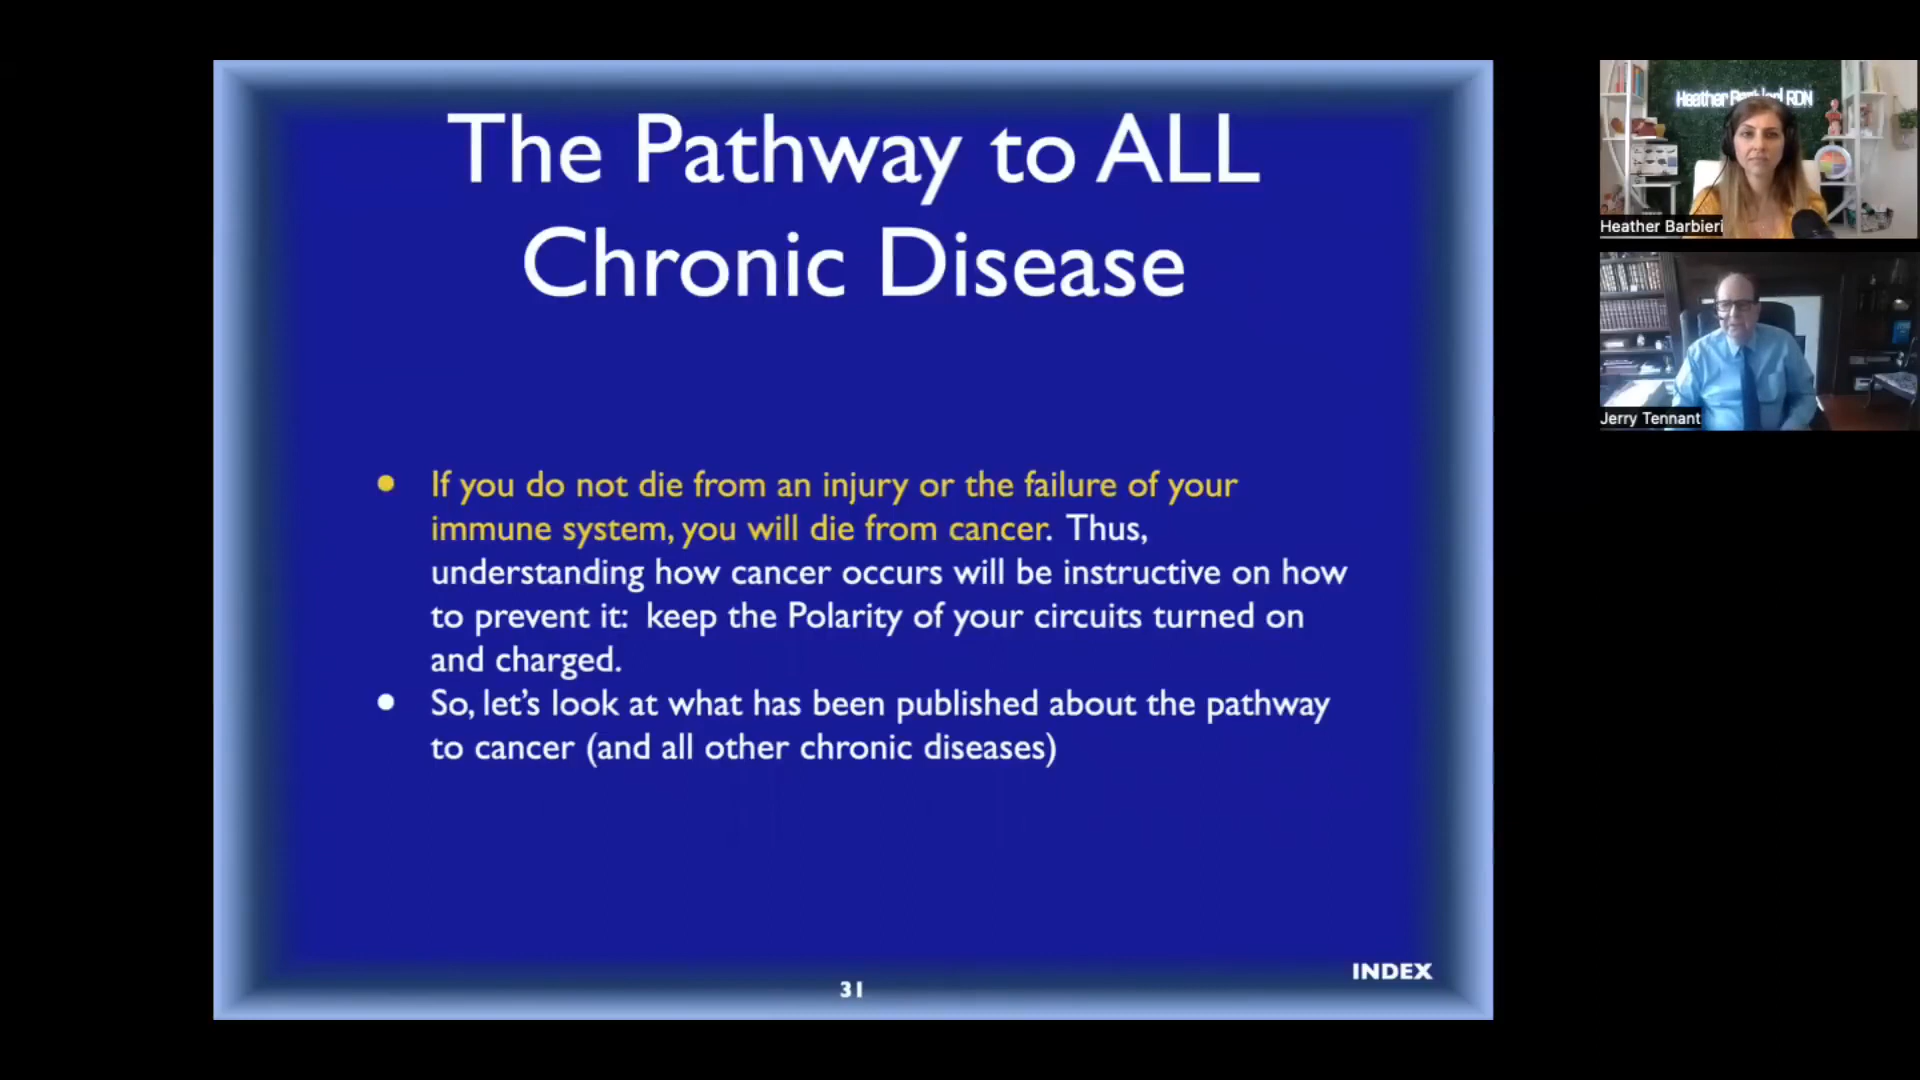 The Pathway to ALL
Chronic Disease
• If you do not die from an injury or the failure of your
immune system, you will die from cancer. Thus,
understanding how cancer occurs will be instructive on how
to prevent it: keep the Polarity of your circuits turned on
and charged.
• So, let's look at what has been published about the pathway
to cancer (and all other chronic diseases)
INDEX
31
Heather RDN
Heather Barbieri
Jerry Tennant